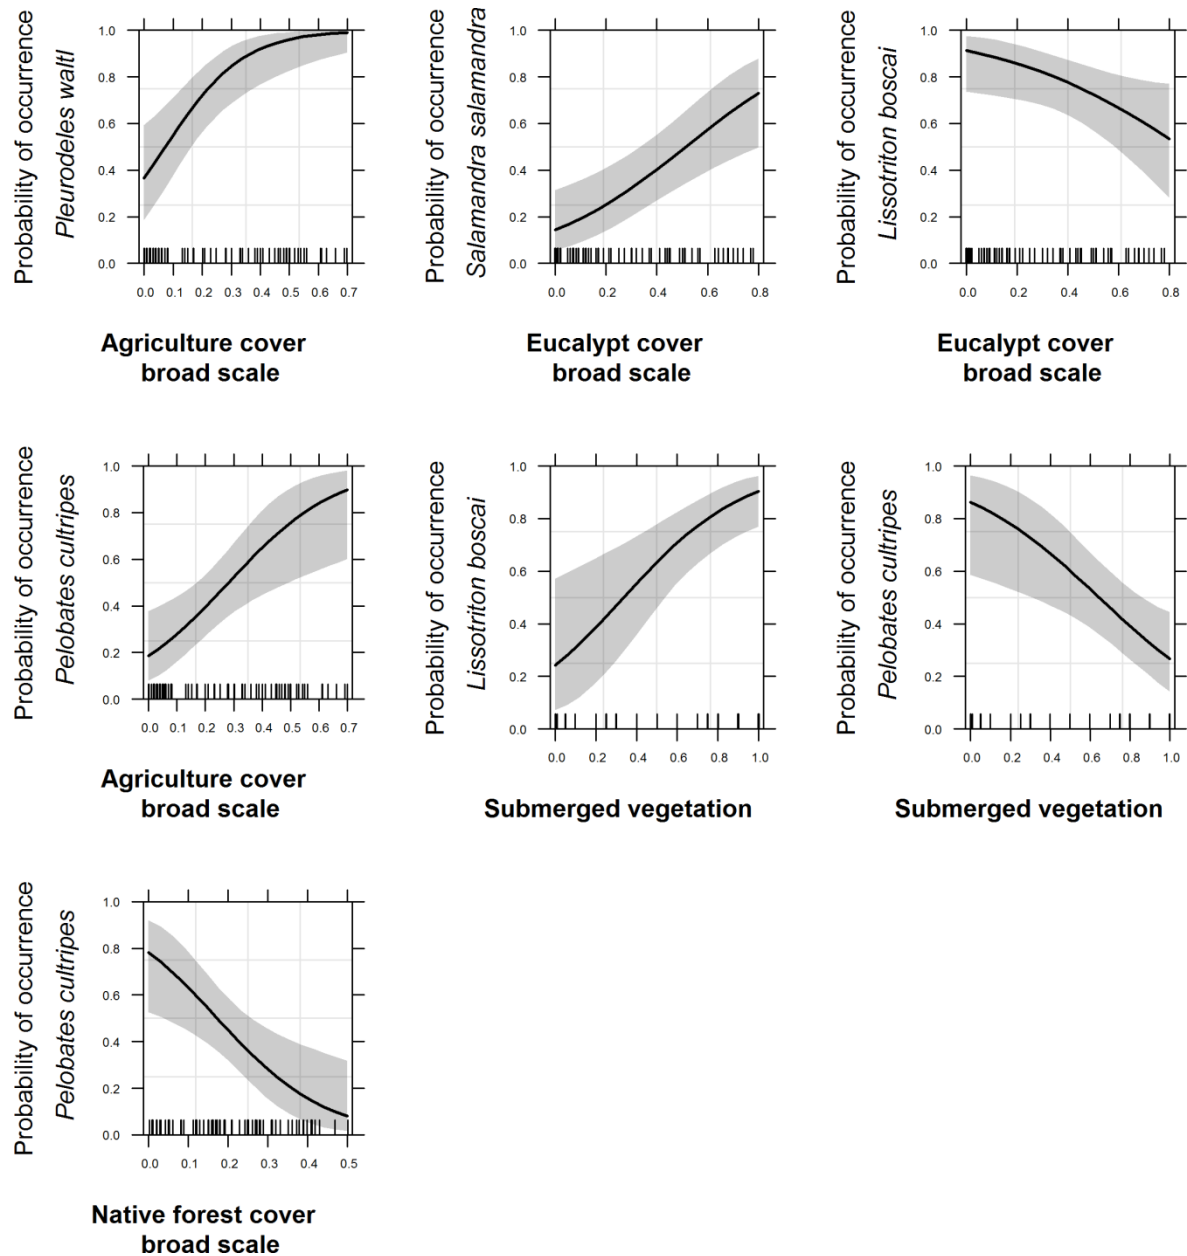 Probability of occurrence
Pleurodeles waltl
1.0
0.8
0.6
0.4
0.2
0.0
0.0 0.1 0.2 0.3 0.4 0.5 0.6 0.7
Agriculture cover
broad scale
Probability of occurrence
Salamandra salamandra
1.0
0.8
0.6
0.4
0.2
0.0
0.0 0.2 0.4 0.6 0.8
Eucalypt cover
broad scale
Probability of occurrence
Lissotriton boscai
1.0
0.8
0.6
0.4
0.2
0.0
0.0 0.2 0.4 0.6 0.8
Eucalypt cover
broad scale
Probability of occurrence
Pelobates cultripes
1.0
0.8
0.6
0.4
0.2
0.0
0.0 0.1 0.2 0.3 0.4 0.5 0.6 0.7
Agriculture cover
broad scale
Probability of occurrence
Lissotriton boscai
1.0
0.8
0.6
0.4
0.2
0.0
0.0 0.2 0.4 0.6 0.8 1.0
Submerged vegetation
Probability of occurrence
Pelobates cultripes
1.0
0.8
0.6
0.4
0.2
0.0
0.0 0.2 0.4 0.6 0.8 1.0
Submerged vegetation
Probability of occurrence
Pelobates cultripes
1.0
0.8
0.6
0.4
0.2
0.0
0.0 0.1 0.2 0.3 0.4 0.5
Native forest cover
broad scale